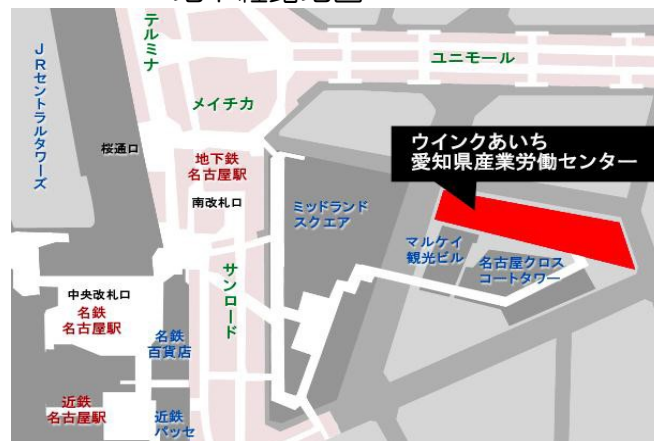 テルミナ
JRセントラルタワーズ
ユニモール
メイチカ
桜通口
地下鉄
名古屋駅
南改札口
ウインクあいち
愛知県産業労働センター
ミッドランド
スクエア
マルケイ
観光ビル
名古屋クロス
コートタワー
サンロード
中央改札口
名鉄
名古屋駅
名鉄
百貨店
近鉄
名古屋駅
近鉄
パッセ